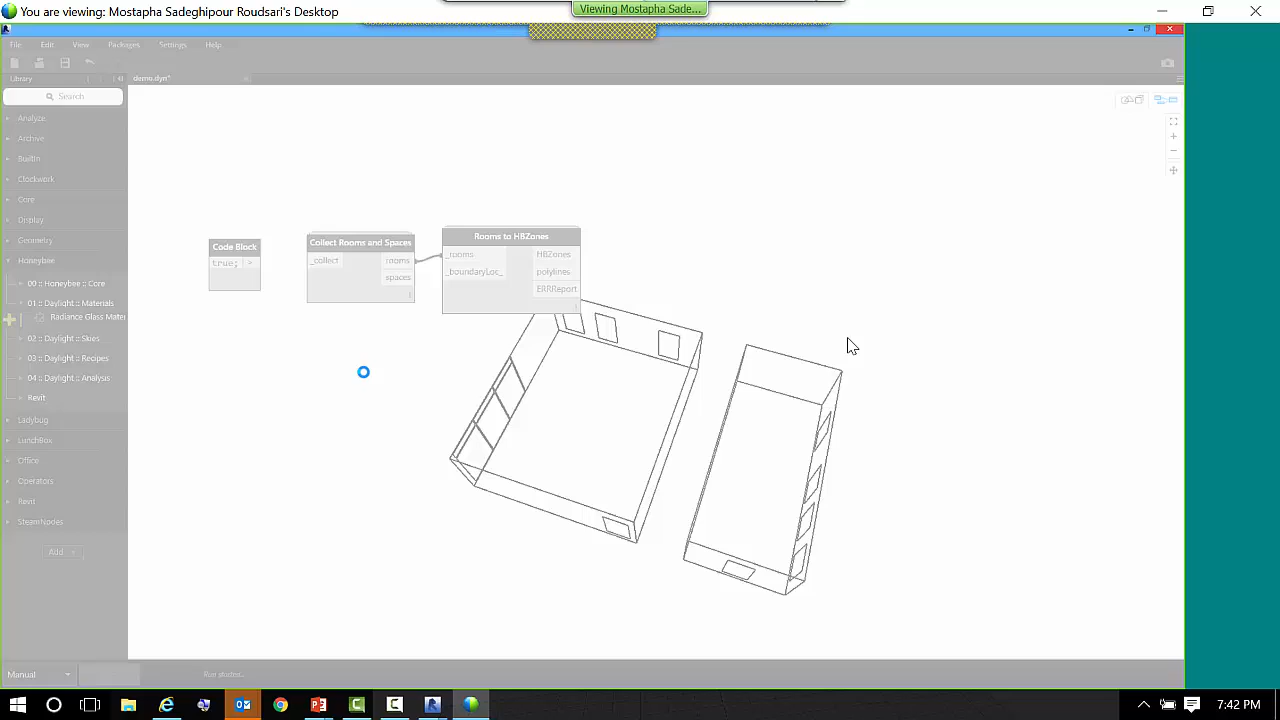 You are viewing: Mostapha Sadeghipour Roudsari's Desktop
Viewing Mostapha Sade...
File Edit View Packages Settings Help
Library
demo.dyn*
Search
Analyze
Archive
BuiltIn
Clockwork
Core
Display
Geometry
Honeybee
00 :: Honeybee :: Core
01 :: Daylight :: Materials
Radiance Glass Mater
02 :: Daylight :: Skies
03 :: Daylight :: Recipes
04 :: Daylight :: Analysis
Revit
Ladybug
LunchBox
Office
Operators
Revit
SteamNodes
Add
Code Block
true; >
Collect Rooms and Spaces
_collect rooms
spaces
Rooms to HBZones
_rooms HBZones
_boundaryLoc_ polylines
ERRReport
Manual
Run started...
7:42 PM